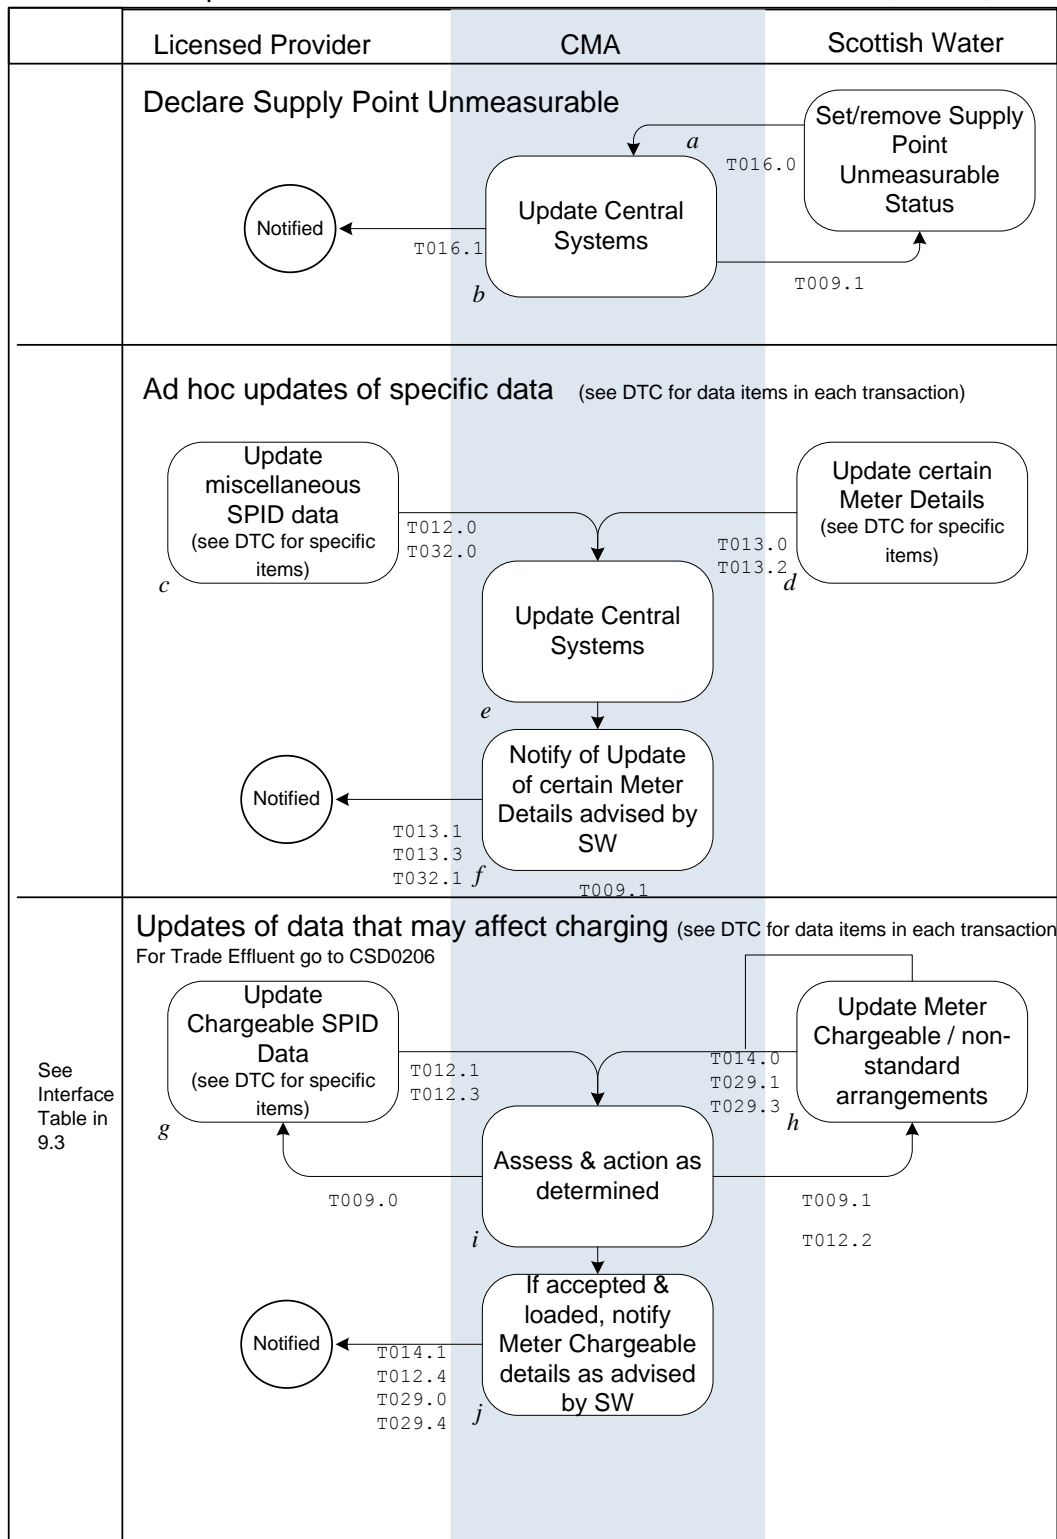 Licensed Provider
CMA
Scottish Water
Declare Supply Point Unmeasurable
Set/remove Supply
Point
Unmeasurable
Status
a
T016.0
Update Central
Systems
Notified
T016.1
b
T009.1
Ad hoc updates of specific data (see DTC for data items in each transaction)
Update
miscellaneous
SPID data
(see DTC for specific
items)
c
T012.0
T032.0
Update certain
Meter Details
(see DTC for specific
items)
T013.0
T013.2
d
Update Central
Systems
e
Notify of Update
of certain Meter
Details advised by
SW
Notified
T013.1
T013.3
T032.1
f
T009.1
Updates of data that may affect charging (see DTC for data items in each transaction
For Trade Effluent go to CSD0206
See
Interface
Table in
9.3
Update
Chargeable SPID
Data
(see DTC for specific
items)
g
T012.1
T012.3
Update Meter
Chargeable / non-
standard
arrangements
T014.0
T029.1
T029.3
h
Assess & action as
determined
T009.0
i
T009.1
T012.2
If accepted &
loaded, notify
Meter Chargeable
details as advised
by SW
Notified
T014.1
T012.4
T029.0
T029.4
j